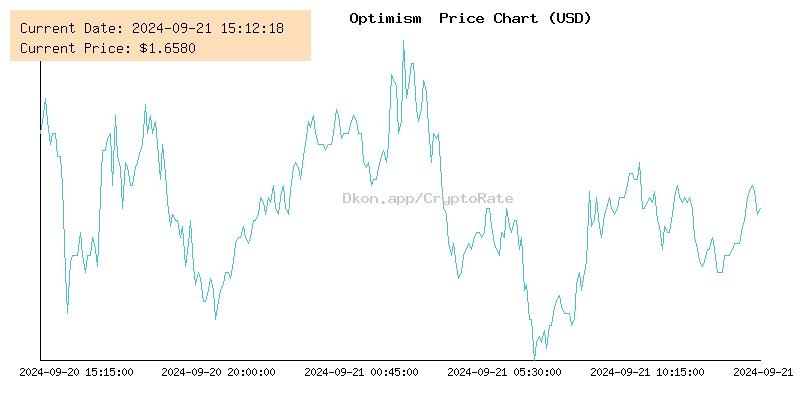 Optimism  Price Chart (USD)
Current Date: 2024-09-21 15:12:18
Current Price: $1.6580
Dkon.app/CryptoRate
2024-09-20 15:15:00 2024-09-20 20:00:00 2024-09-21 00:45:00 2024-09-21 05:30:00 2024-09-21 10:15:00 2024-09-21